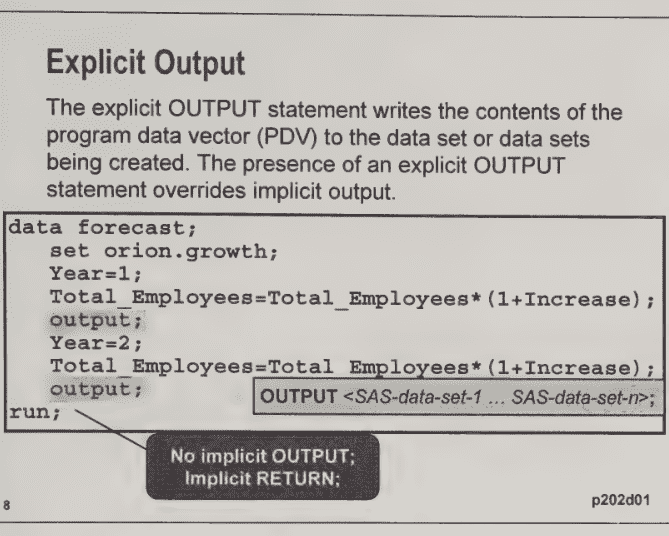 Explicit Output
The explicit OUTPUT statement writes the contents of the
program data vector (PDV) to the data set or data sets
being created. The presence of an explicit OUTPUT
statement overrides implicit output.
data forecast;
set orion.growth;
Year=1;
Total_Employees=Total_Employees*(1+Increase);
output;
Year=2;
Total_Employees=Total_Employees*(1+Increase);
output;
OUTPUT <SAS-data-set-1 ... SAS-data-set-n>;
run;
No implicit OUTPUT;
Implicit RETURN;
8
p202d01